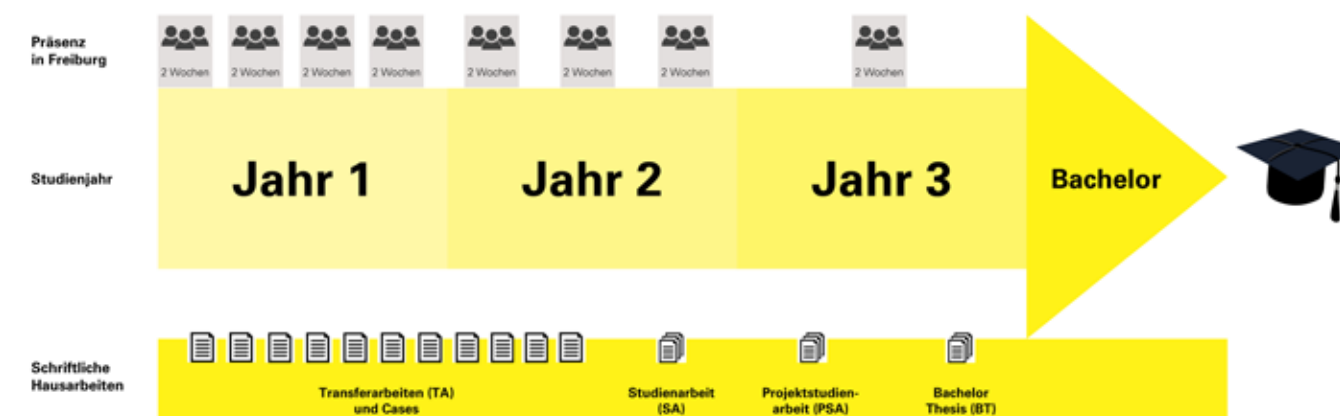 Präsenz
in Freiburg
2 Wochen
2 Wochen
2 Wochen
2 Wochen
2 Wochen
2 Wochen
2 Wochen
2 Wochen
Studienjahr
Jahr 1
Jahr 2
Jahr 3
Bachelor
Schriftliche
Hausarbeiten
Transferarbeiten (TA)
und Cases
Studienarbeit
(SA)
Projektstudien-
arbeit (PSA)
Bachelor
Thesis (BT)